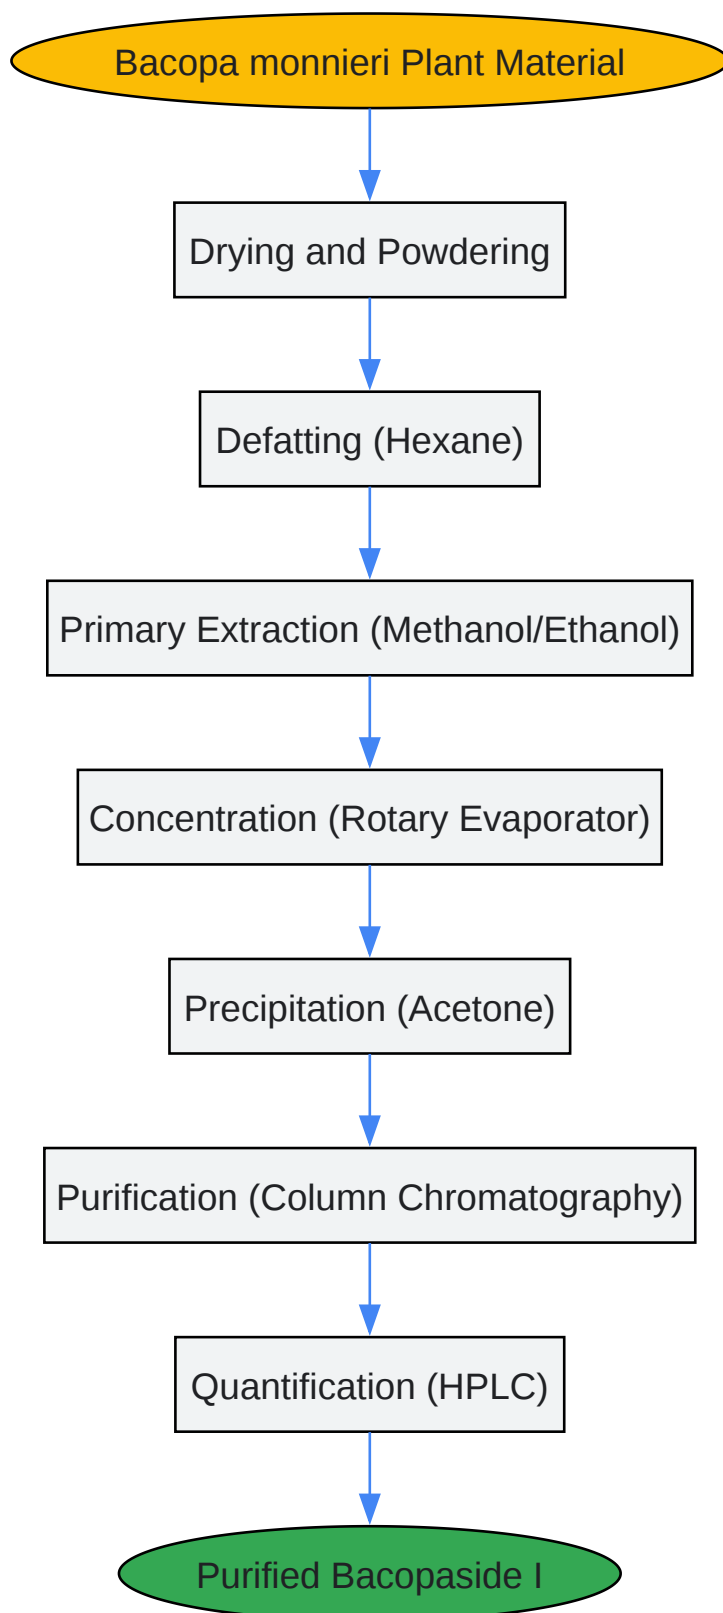 Bacopa monnieri Plant Material
Drying and Powdering
Defatting (Hexane)
Primary Extraction (Methanol/Ethanol)
Concentration (Rotary Evaporator)
Precipitation (Acetone)
Purification (Column Chromatography)
Quantification (HPLC)
Purified Bacopaside I